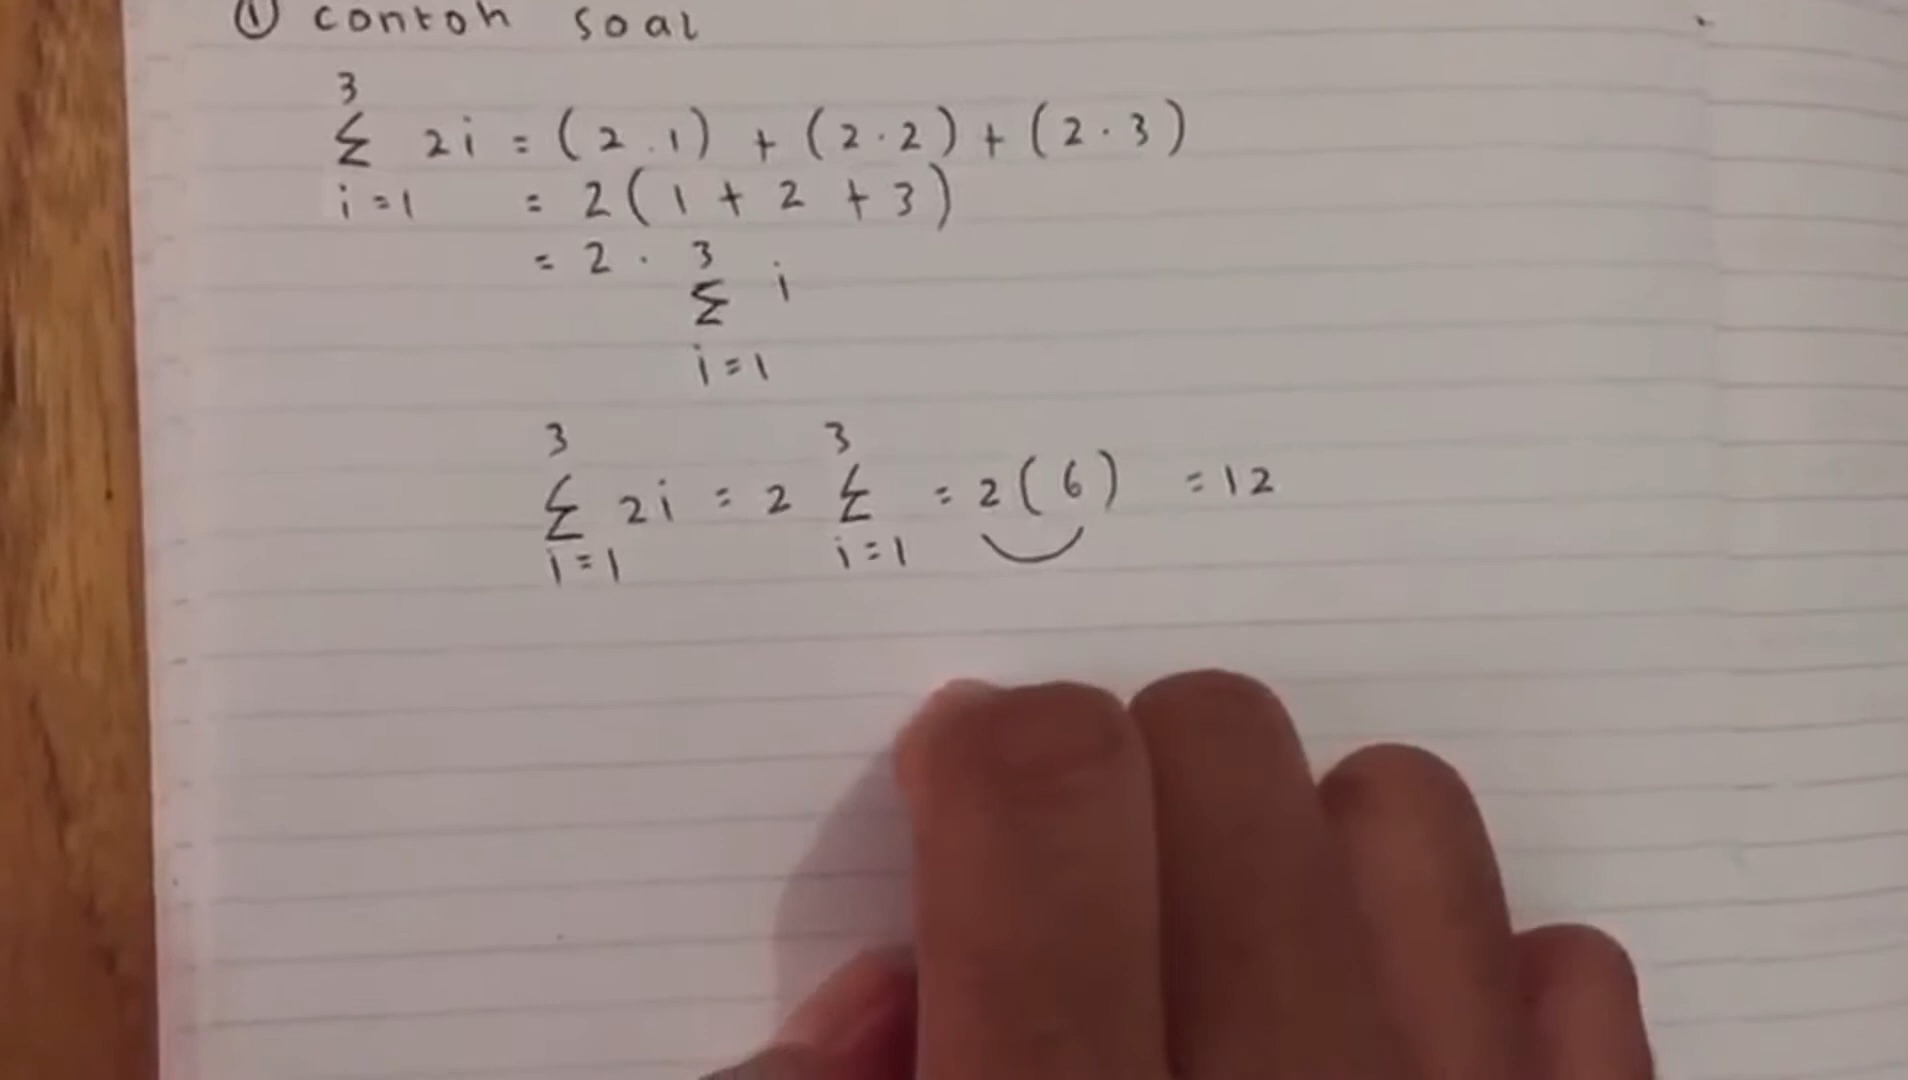 ① contoh soal
3
Σ 2i = (2.1) + (2.2) + (2.3)
i=1 = 2(1 + 2 + 3)
= 2 . 3
Σ i
i=1
3 3
Σ 2i = 2 Σ = 2(6) = 12
i=1 i=1